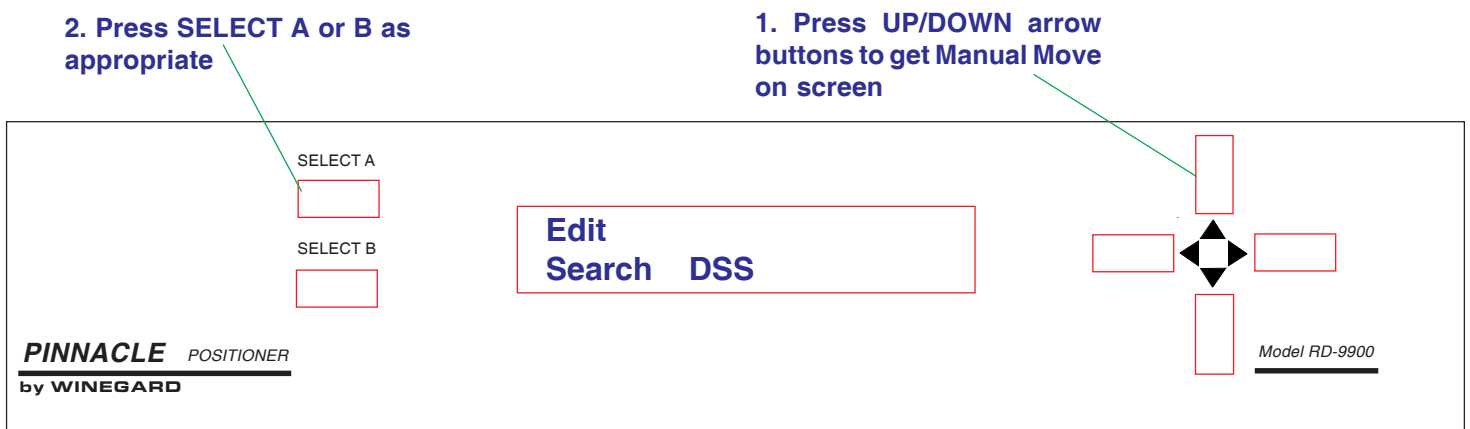 2. Press SELECT A or B as
appropriate
1. Press UP/DOWN arrow
buttons to get Manual Move
on screen
SELECT A
SELECT B
Edit
Search DSS
PINNACLE POSITIONER
by WINEGARD
Model RD-9900